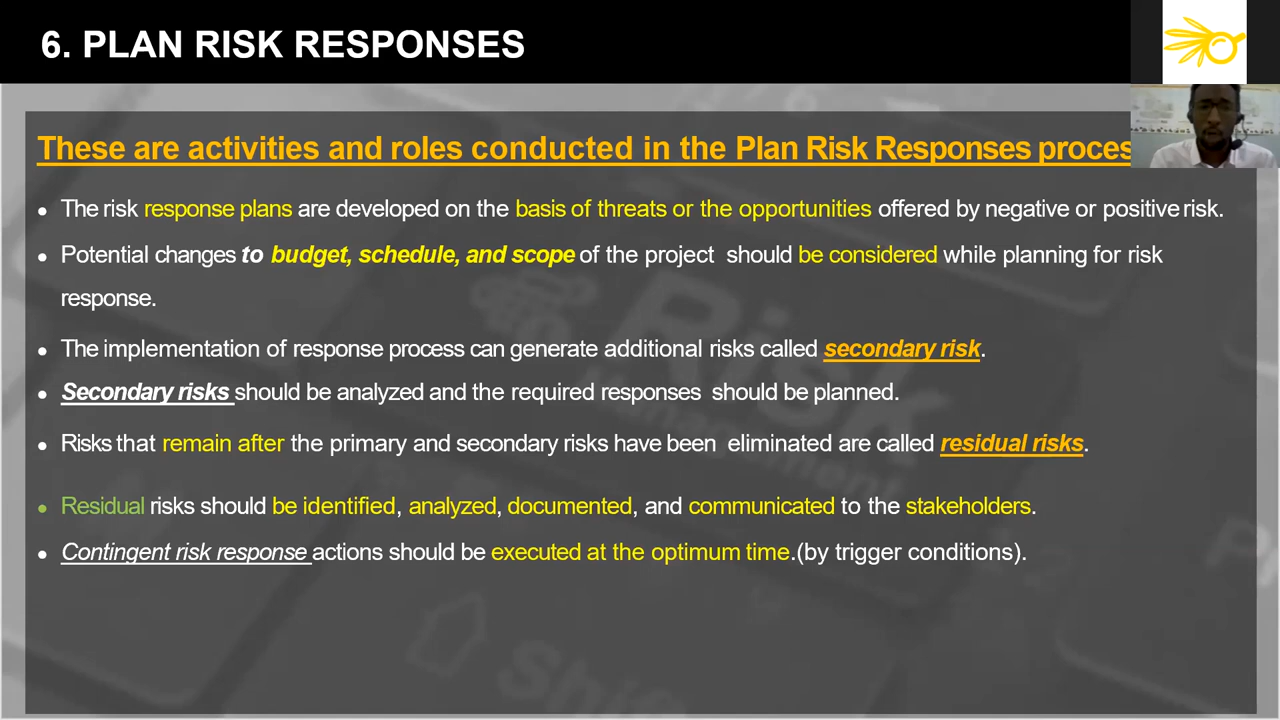 6. PLAN RISK RESPONSES
These are activities and roles conducted in the Plan Risk Responses proces
• The risk response plans are developed on the basis of threats or the opportunities offered by negative or positive risk.
• Potential changes to budget, schedule, and scope of the project should be considered while planning for risk
response.
• The implementation of response process can generate additional risks called secondary risk.
• Secondary risks should be analyzed and the required responses should be planned.
• Risks that remain after the primary and secondary risks have been eliminated are called residual risks.
• Residual risks should be identified, analyzed, documented, and communicated to the stakeholders.
• Contingent risk response actions should be executed at the optimum time.(by trigger conditions).
Risk
Management
Shif